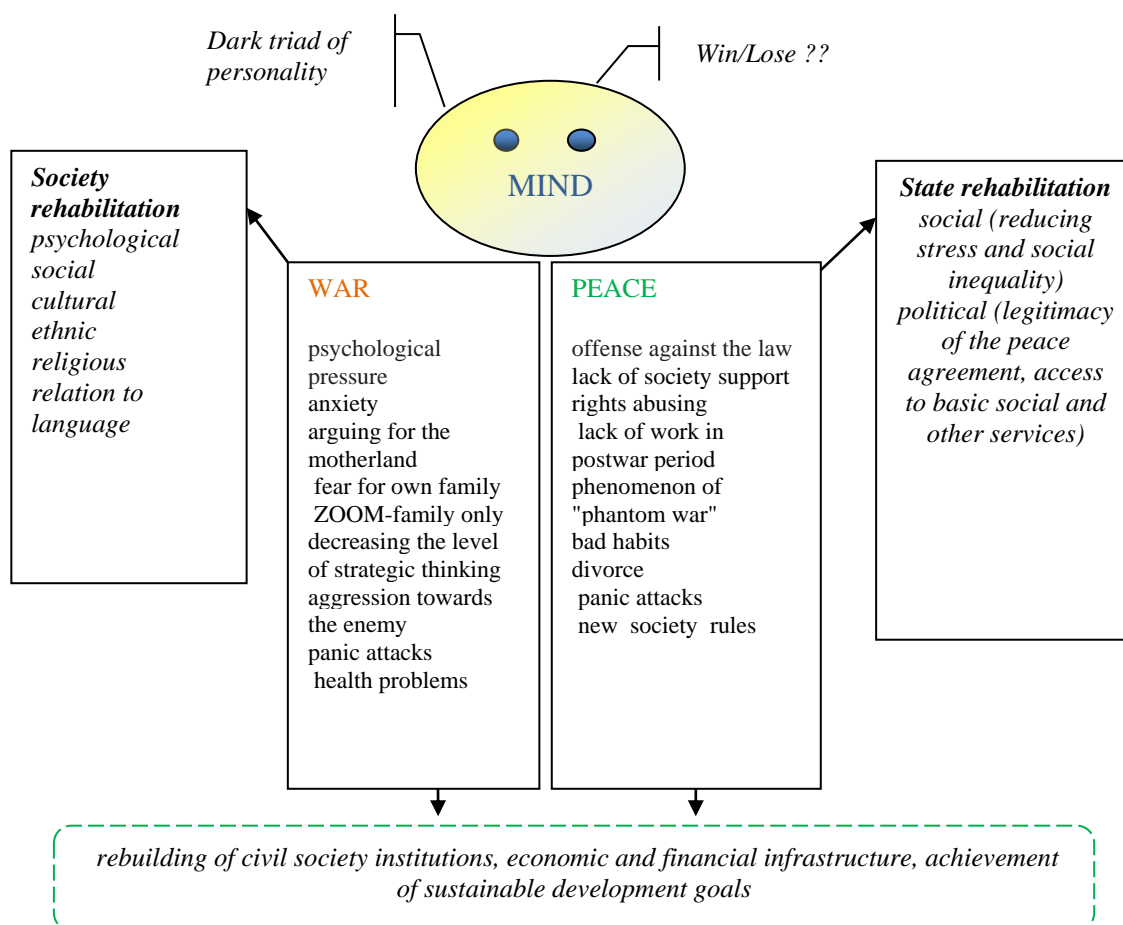 Dark triad of
personality
Win/Lose ??
MIND
Society
rehabilitation
psychological
social
cultural
ethnic
religious
relation to
language
WAR
psychological
pressure
anxiety
arguing for the
motherland
fear for own family
ZOOM-family only
decreasing the level
of strategic thinking
aggression towards
the enemy
panic attacks
health problems
PEACE
offense against the law
lack of society support
rights abusing
lack of work in
postwar period
phenomenon of
"phantom war"
bad habits
divorce
panic attacks
new society rules
State rehabilitation
social (reducing
stress and social
inequality)
political (legitimacy
of the peace
agreement, access
to basic social and
other services)
rebuilding of civil society institutions, economic and financial infrastructure, achievement
of sustainable development goals